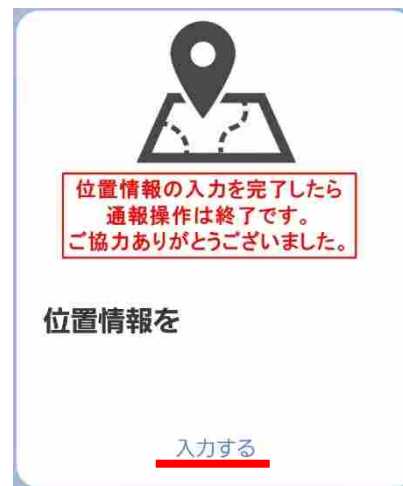 位置情報の入力を完了したら
通報操作は終了です。
ご協力ありがとうございました。
位置情報を
入力する